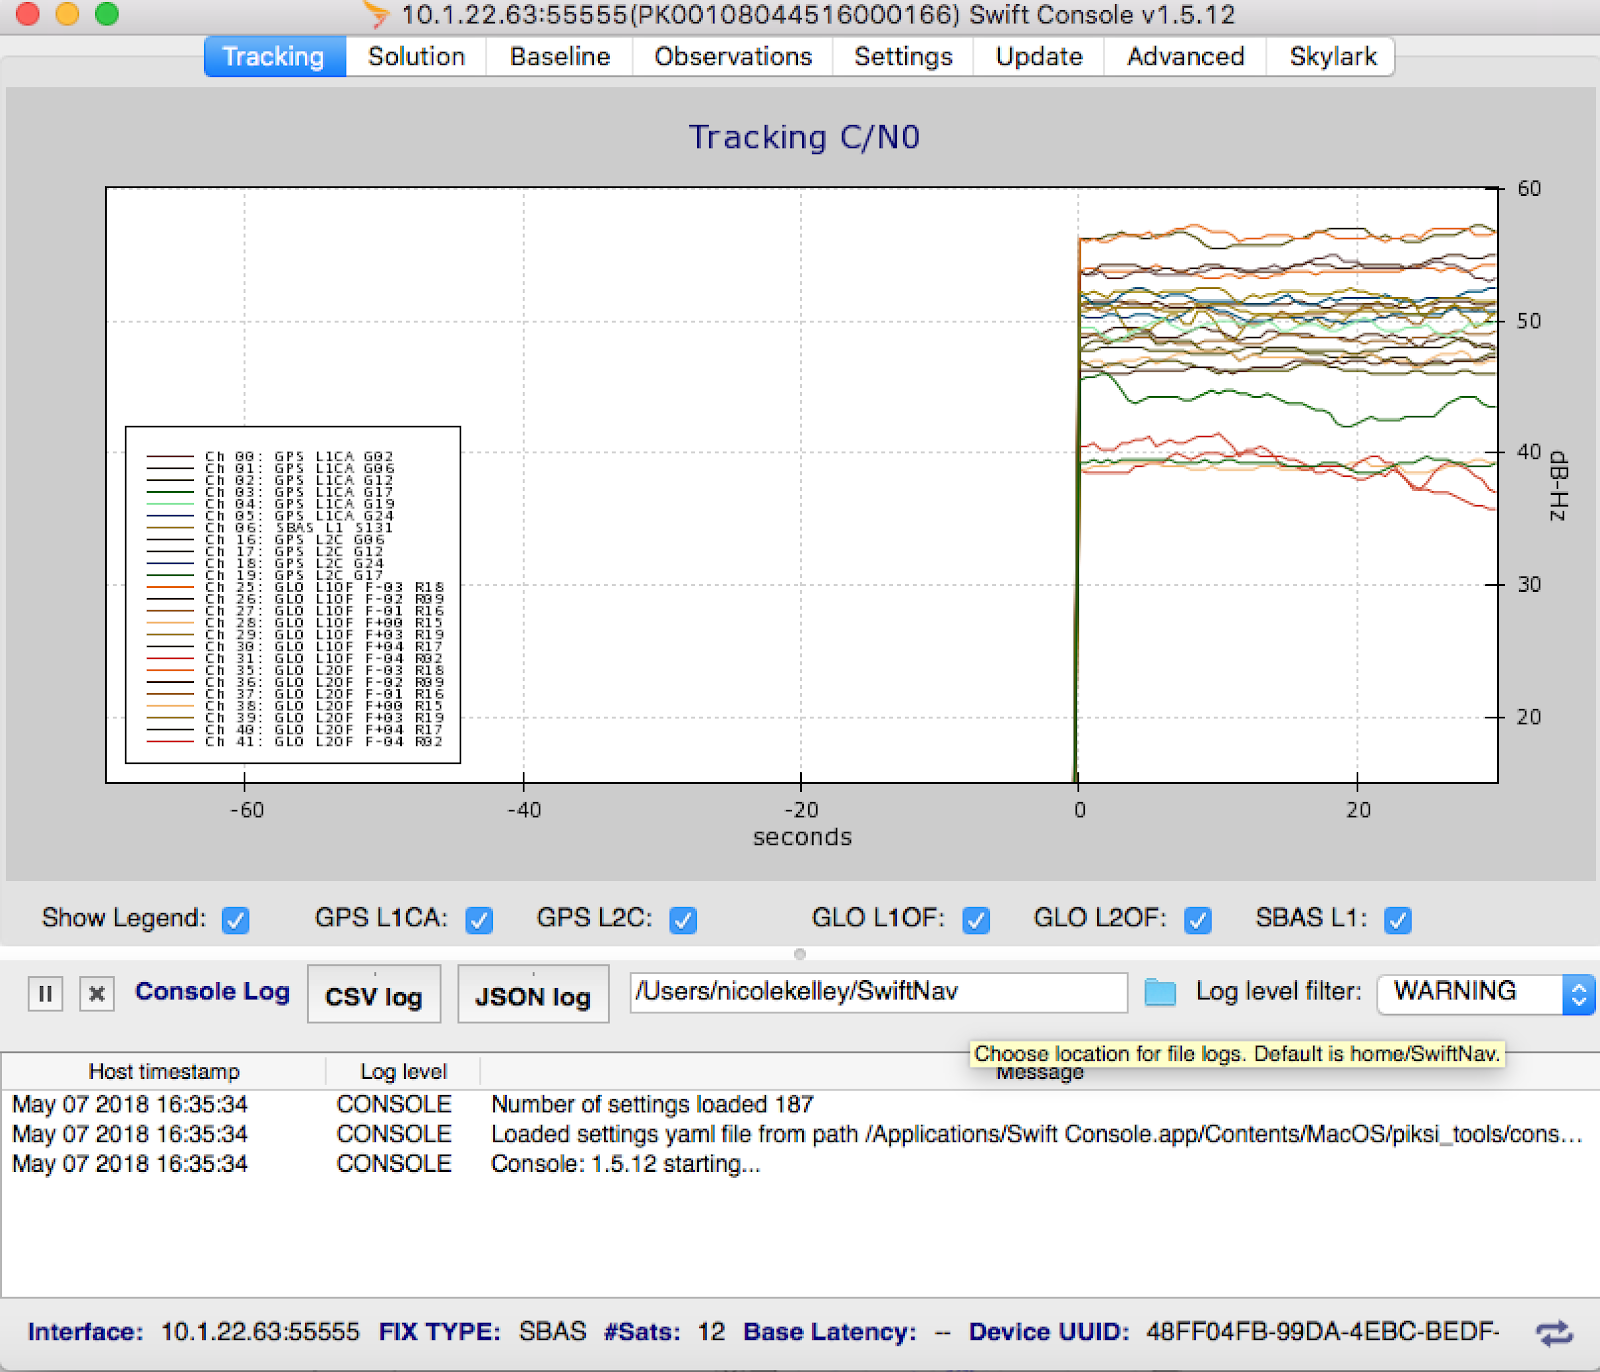 10.1.22.63:55555(PK00108044516000166) Swift Console v1.5.12
Tracking Solution Baseline Observations Settings Update Advanced Skylark
Tracking C/N0
60
50
40
30
20
dB-Hz
Ch 00: GPS L1CA G02
Ch 01: GPS L1CA G06
Ch 02: GPS L1CA G12
Ch 03: GPS L1CA G17
Ch 04: GPS L1CA G19
Ch 05: GPS L1CA G24
Ch 06: SBAS L1 S131
Ch 16: GPS L2C G06
Ch 17: GPS L2C G12
Ch 18: GPS L2C G24
Ch 19: GPS L2C G17
Ch 25: GLO L1OF F-03 R18
Ch 26: GLO L1OF F-02 R09
Ch 27: GLO L1OF F-01 R16
Ch 28: GLO L1OF F+00 R15
Ch 29: GLO L1OF F+03 R19
Ch 30: GLO L1OF F+04 R17
Ch 31: GLO L1OF F-04 R02
Ch 35: GLO L2OF F-03 R18
Ch 36: GLO L2OF F-02 R09
Ch 37: GLO L2OF F-01 R16
Ch 38: GLO L2OF F+00 R15
Ch 39: GLO L2OF F+03 R19
Ch 40: GLO L2OF F+04 R17
Ch 41: GLO L2OF F-04 R02
-60 -40 -20 0 20
seconds
Show Legend: GPS L1CA: GPS L2C: GLO L1OF: GLO L2OF: SBAS L1:
Console Log CSV log JSON log /Users/nicolekelley/SwiftNav Log level filter: WARNING
Choose location for file logs. Default is home/SwiftNav.
Host timestamp Log level Message
May 07 2018 16:35:34 CONSOLE Number of settings loaded 187
May 07 2018 16:35:34 CONSOLE Loaded settings yaml file from path /Applications/Swift Console.app/Contents/MacOS/piksi_tools/cons...
May 07 2018 16:35:34 CONSOLE Console: 1.5.12 starting...
Interface: 10.1.22.63:55555 FIX TYPE: SBAS #Sats: 12 Base Latency: -- Device UUID: 48FF04FB-99DA-4EBC-BEDF-